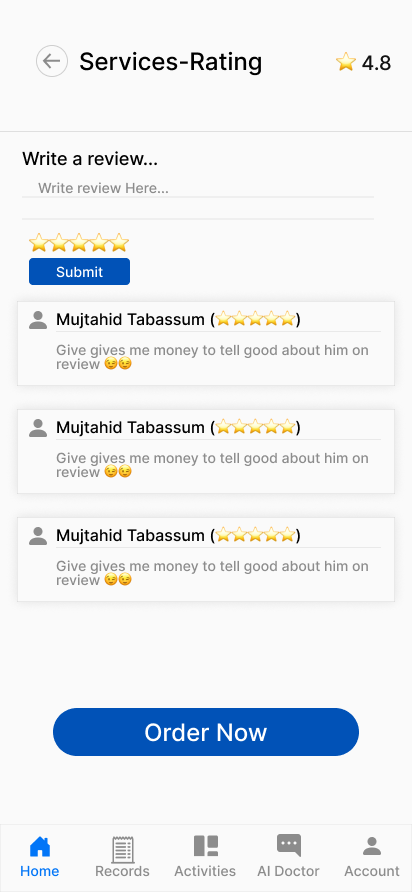 Services-Rating
⭐ 4.8
Write a review...
Write review Here...
⭐⭐⭐⭐⭐
Submit
Mujtahid Tabassum (⭐⭐⭐⭐⭐)
Give gives me money to tell good about him on
review 😉😉
Mujtahid Tabassum (⭐⭐⭐⭐⭐)
Give gives me money to tell good about him on
review 😉😉
Mujtahid Tabassum (⭐⭐⭐⭐⭐)
Give gives me money to tell good about him on
review 😉😉
Order Now
Home
Records
Activities
AI Doctor
Account